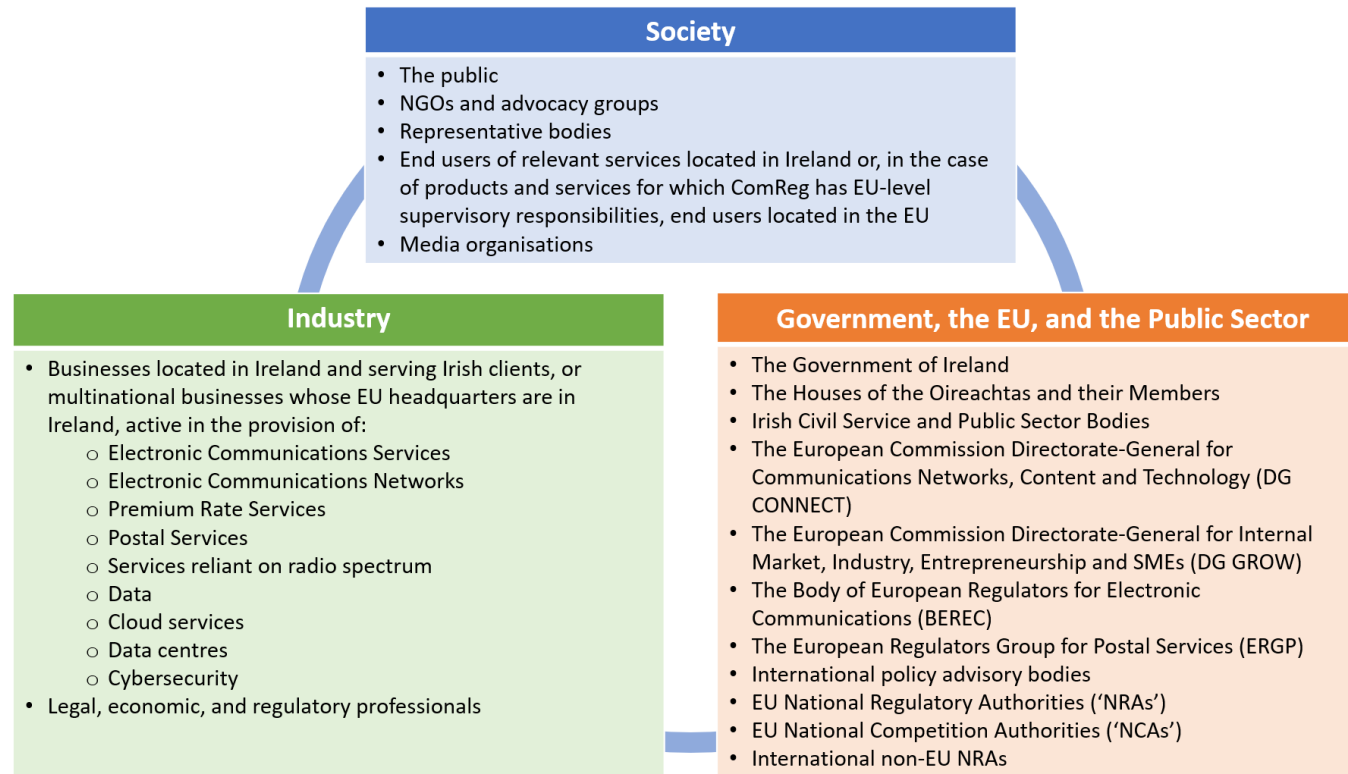 Society
• The public
• NGOs and advocacy groups
• Representative bodies
• End users of relevant services located in Ireland or, in the case
of products and services for which ComReg has EU-level
supervisory responsibilities, end users located in the EU
• Media organisations
Industry
• Businesses located in Ireland and serving Irish clients, or
multinational businesses whose EU headquarters are in
Ireland, active in the provision of:
o Electronic Communications Services
o Electronic Communications Networks
o Premium Rate Services
o Postal Services
o Services reliant on radio spectrum
o Data
o Cloud services
o Data centres
o Cybersecurity
• Legal, economic, and regulatory professionals
Government, the EU, and the Public Sector
• The Government of Ireland
• The Houses of the Oireachtas and their Members
• Irish Civil Service and Public Sector Bodies
• The European Commission Directorate-General for
Communications Networks, Content and Technology (DG
CONNECT)
• The European Commission Directorate-General for Internal
Market, Industry, Entrepreneurship and SMEs (DG GROW)
• The Body of European Regulators for Electronic
Communications (BEREC)
• The European Regulators Group for Postal Services (ERGP)
• International policy advisory bodies
• EU National Regulatory Authorities (‘NRAs’)
• EU National Competition Authorities (‘NCAs’)
• International non-EU NRAs